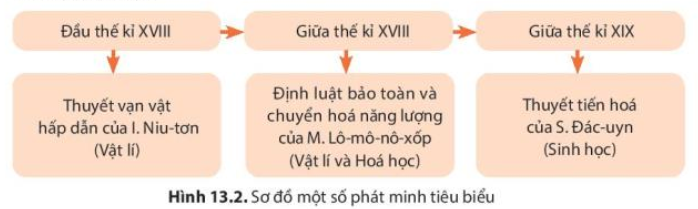 Đầu thế kỉ XVIII
Giữa thế kỉ XVIII
Giữa thế kỉ XIX
Thuyết vạn vật
hấp dẫn của I. Niu-tơn
(Vật lí)
Định luật bảo toàn và
chuyển hoá năng lượng
của M. Lô-mô-nô-xốp
(Vật lí và Hoá học)
Thuyết tiến hoá
của S. Đác-uyn
(Sinh học)
Hình 13.2. Sơ đồ một số phát minh tiêu biểu